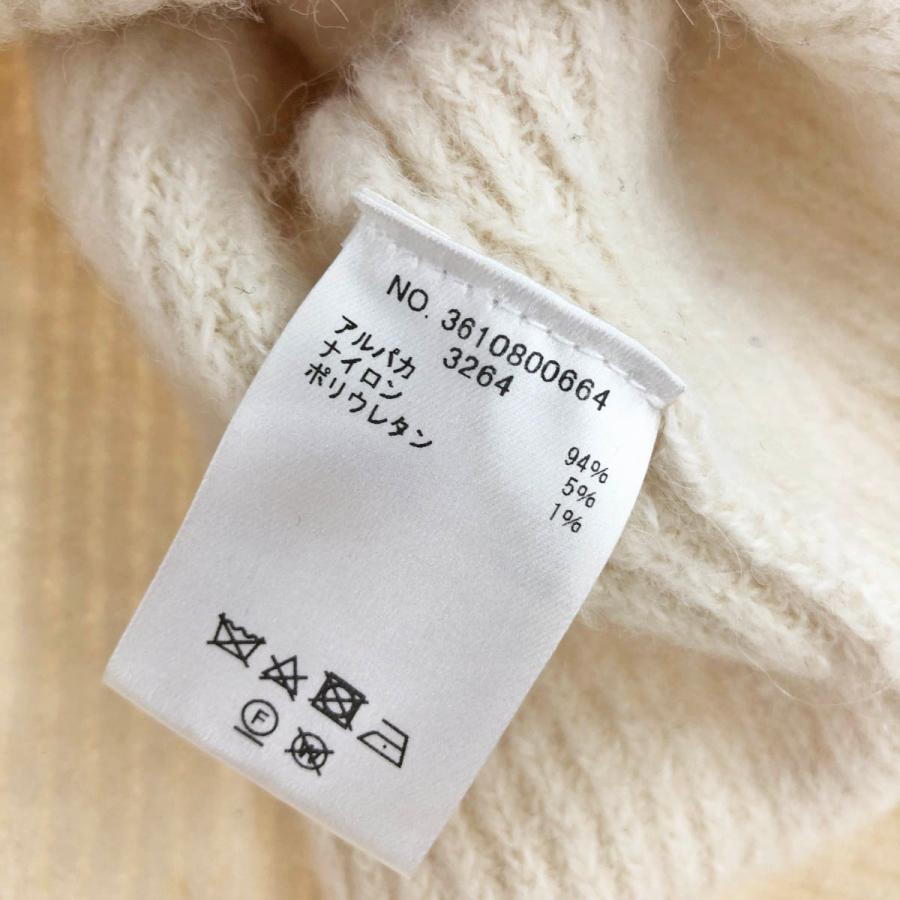 NO. 3610800664
3264
アルパカ 94%
ナイロン 5%
ポリウレタン 1%
F
W